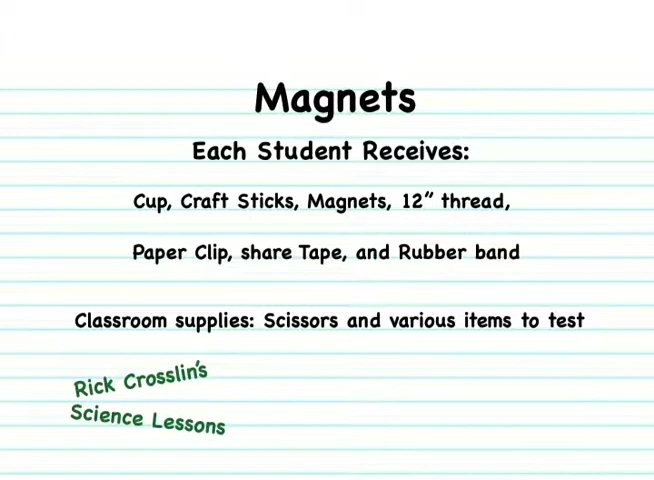 Magnets
Each Student Receives:
Cup, Craft Sticks, Magnets, 12” thread,
Paper Clip, share Tape, and Rubber band
Classroom supplies: Scissors and various items to test
Rick Crosslin's
Science Lessons